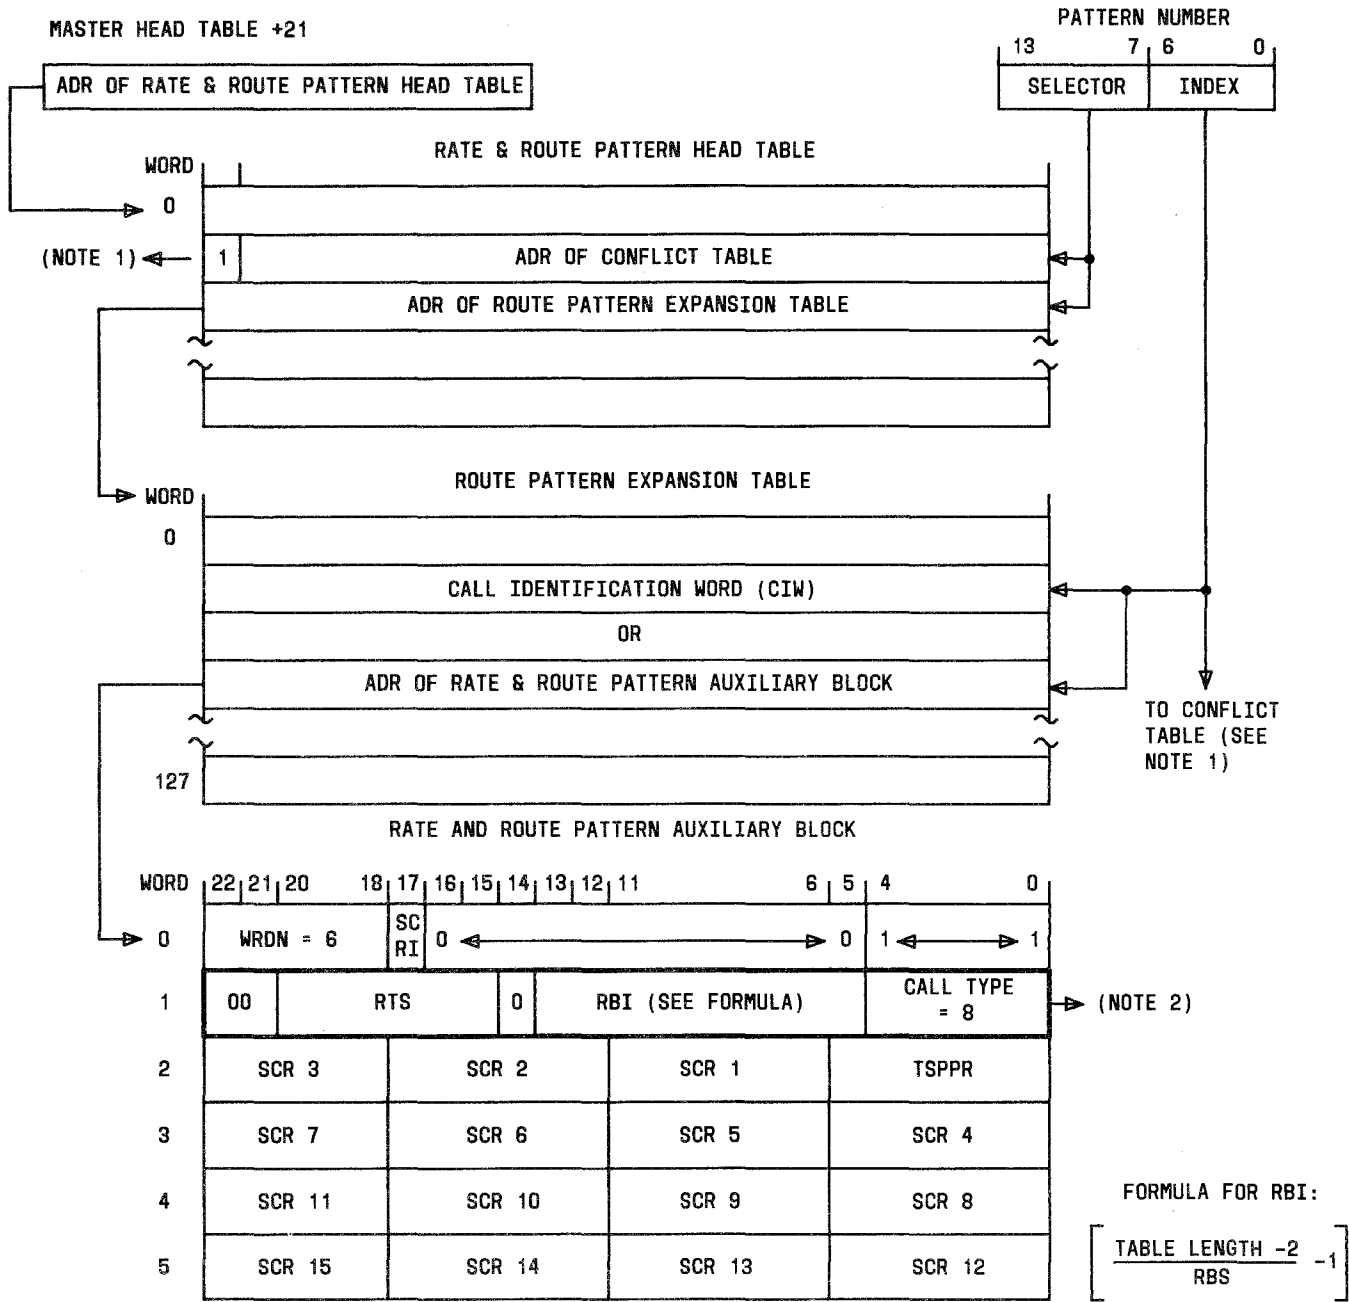 MASTER HEAD TABLE +21
PATTERN NUMBER
13 7 6 0
ADR OF RATE & ROUTE PATTERN HEAD TABLE
SELECTOR INDEX
RATE & ROUTE PATTERN HEAD TABLE
WORD
0
(NOTE 1) 1 ADR OF CONFLICT TABLE
ADR OF ROUTE PATTERN EXPANSION TABLE
ROUTE PATTERN EXPANSION TABLE
WORD
0
CALL IDENTIFICATION WORD (CIW)
OR
ADR OF RATE & ROUTE PATTERN AUXILIARY BLOCK
TO CONFLICT
TABLE (SEE
NOTE 1)
127
RATE AND ROUTE PATTERN AUXILIARY BLOCK
WORD 22 21 20 18 17 16 15 14 13 12 11 6 5 4 0
0 WRDN = 6 SC RI 0 0 1 1
1 00 RTS 0 RBI (SEE FORMULA) CALL TYPE = 8 (NOTE 2)
2 SCR 3 SCR 2 SCR 1 TSPPR
3 SCR 7 SCR 6 SCR 5 SCR 4
4 SCR 11 SCR 10 SCR 9 SCR 8
5 SCR 15 SCR 14 SCR 13 SCR 12
FORMULA FOR RBI:
TABLE LENGTH -2
RBS
-1